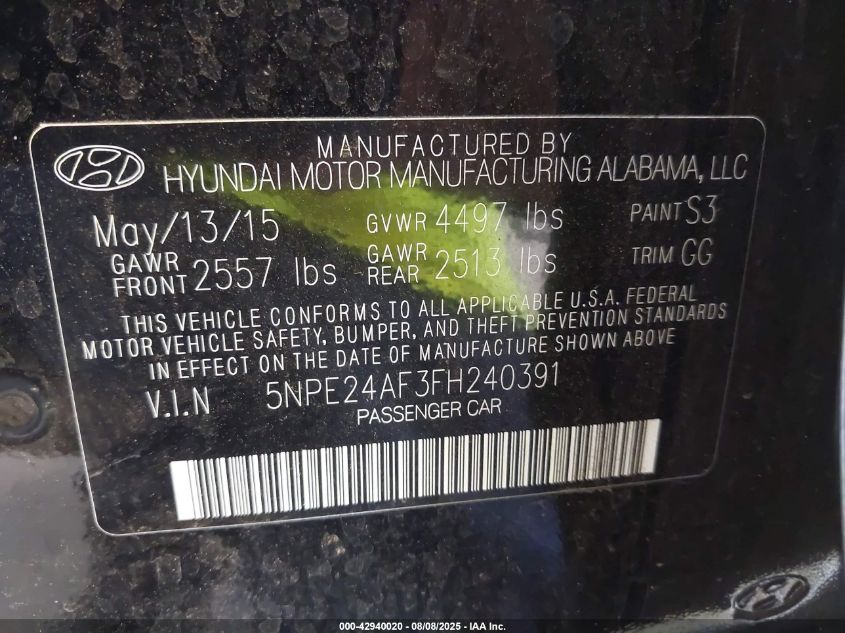 MANUFACTURED BY
HYUNDAI MOTOR MANUFACTURING ALABAMA, LLC
May/13/15 GVWR 4497 lbs PAINT S3
GAWR FRONT 2557 lbs GAWR REAR 2513 lbs TRIM GG
THIS VEHICLE CONFORMS TO ALL APPLICABLE U.S.A. FEDERAL
MOTOR VEHICLE SAFETY, BUMPER, AND THEFT PREVENTION STANDARDS
IN EFFECT ON THE DATE OF MANUFACTURE SHOWN ABOVE
V.I.N 5NPE24AF3FH240391
PASSENGER CAR
000-42940020 - 08/08/2025 - IAA Inc.